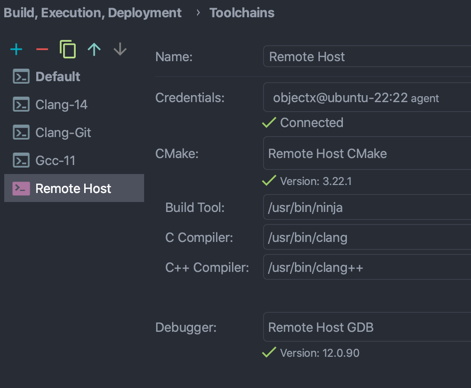 Build, Execution, Deployment › Toolchains
Default
Clang-14
Clang-Git
Gcc-11
Remote Host
Name: Remote Host
Credentials: objectx@ubuntu-22:22 agent
Connected
CMake: Remote Host CMake
Version: 3.22.1
Build Tool: /usr/bin/ninja
C Compiler: /usr/bin/clang
C++ Compiler: /usr/bin/clang++
Debugger: Remote Host GDB
Version: 12.0.90